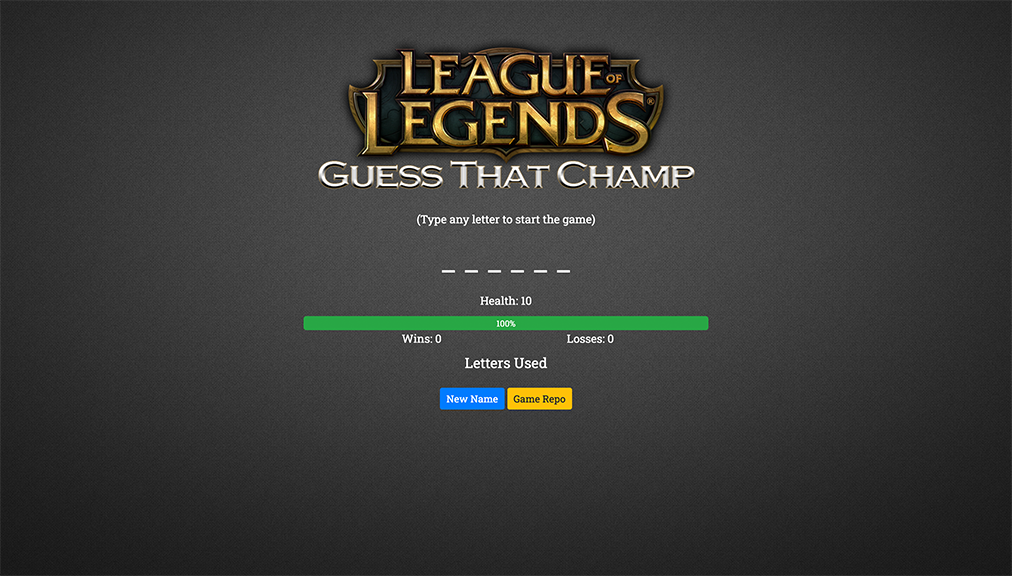 LEAGUE OF
LEGENDS®
GUESS THAT CHAMP
(Type any letter to start the game)
_ _ _ _ _ _
Health: 10
100%
Wins: 0 Losses: 0
Letters Used
New Name Game Repo